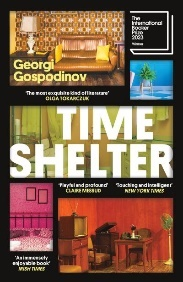 The
International
Booker
Prize
2023
Georgi
Gospodinov
'The most exquisite kind of literature'
OLGA TOKARCZUK
TIME
SHELTER
'Playful and profound'
CLAIRE MESSUD
'Touching and intelligent'
NEW YORK TIMES
'An immensely
enjoyable book'
IRISH TIMES